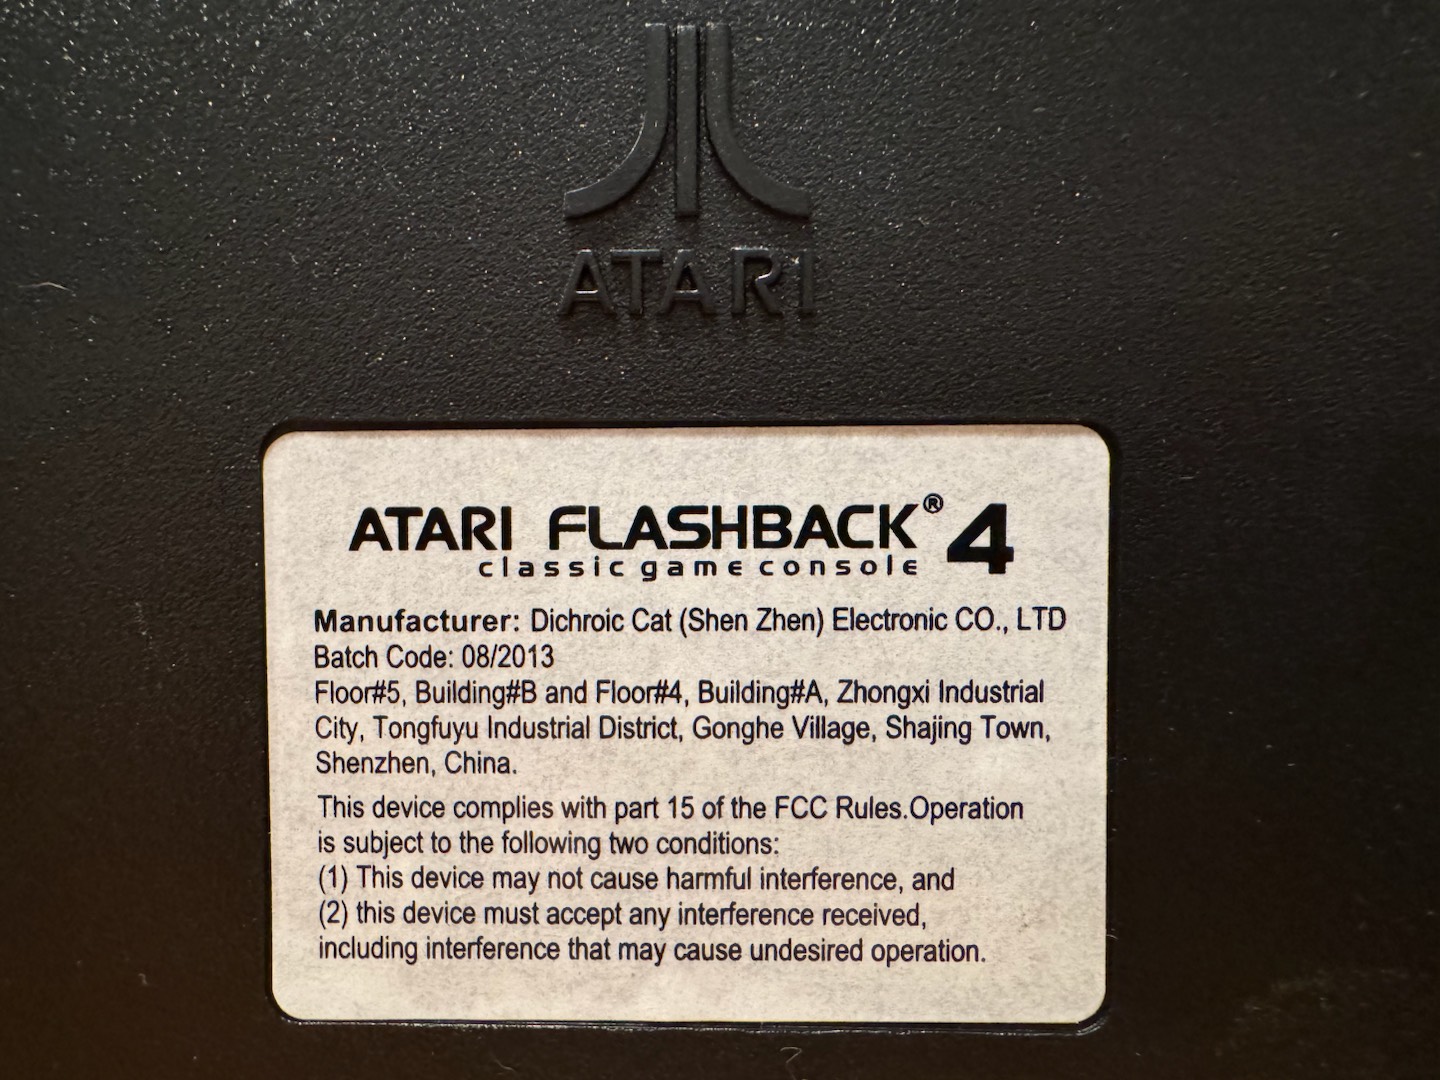 ATARI
ATARI FLASHBACK® 4
classic game console
Manufacturer: Dichroic Cat (Shen Zhen) Electronic CO., LTD
Batch Code: 08/2013
Floor#5, Building#B and Floor#4, Building#A, Zhongxi Industrial
City, Tongfuyu Industrial District, Gonghe Village, Shajing Town,
Shenzhen, China.
This device complies with part 15 of the FCC Rules.Operation
is subject to the following two conditions:
(1) This device may not cause harmful interference, and
(2) this device must accept any interference received,
including interference that may cause undesired operation.